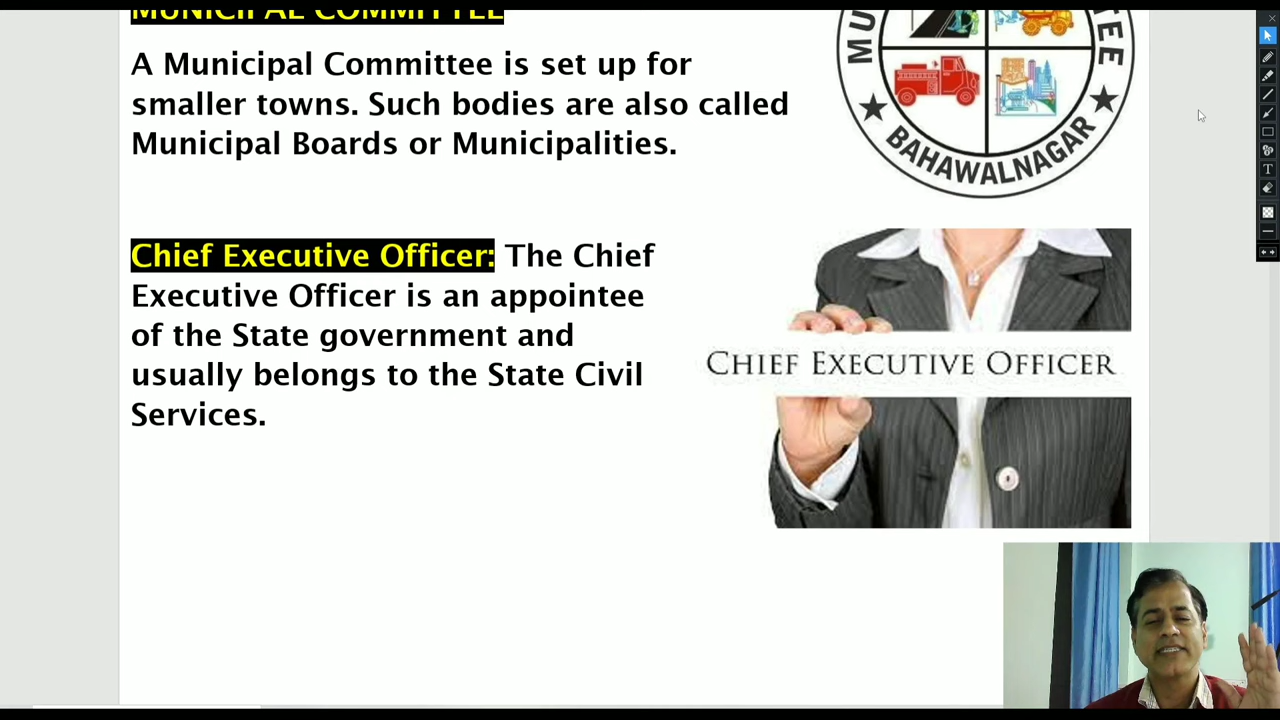 MUNICIPAL COMMITTEE
A Municipal Committee is set up for
smaller towns. Such bodies are also called
Municipal Boards or Municipalities.
BAHAWALNAGAR
Chief Executive Officer: The Chief
Executive Officer is an appointee
of the State government and
usually belongs to the State Civil
Services.
CHIEF EXECUTIVE OFFICER